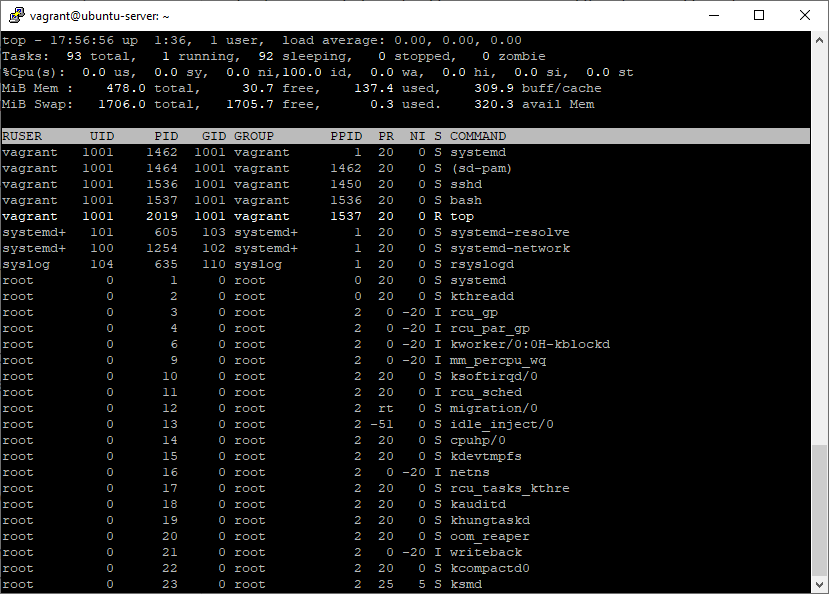 vagrant@ubuntu-server: ~
top - 17:56:56 up  1:36,  1 user,  load average: 0.00, 0.00, 0.00
Tasks:  93 total,   1 running,  92 sleeping,   0 stopped,   0 zombie
%Cpu(s):  0.0 us,  0.0 sy,  0.0 ni,100.0 id,  0.0 wa,  0.0 hi,  0.0 si,  0.0 st
MiB Mem :    478.0 total,     30.7 free,    137.4 used,    309.9 buff/cache
MiB Swap:   1706.0 total,   1705.7 free,      0.3 used.    320.3 avail Mem
RUSER      UID     PID   GID GROUP       PPID  PR  NI S COMMAND
vagrant   1001    1462  1001 vagrant        1  20   0 S systemd
vagrant   1001    1464  1001 vagrant     1462  20   0 S (sd-pam)
vagrant   1001    1536  1001 vagrant     1450  20   0 S sshd
vagrant   1001    1537  1001 vagrant     1536  20   0 S bash
vagrant   1001    2019  1001 vagrant     1537  20   0 R top
systemd+   101     605   103 systemd+       1  20   0 S systemd-resolve
systemd+   100    1254   102 systemd+       1  20   0 S systemd-network
syslog     104     635   110 syslog         1  20   0 S rsyslogd
root         0       1     0 root           0  20   0 S systemd
root         0       2     0 root           0  20   0 S kthreadd
root         0       3     0 root           2   0 -20 I rcu_gp
root         0       4     0 root           2   0 -20 I rcu_par_gp
root         0       6     0 root           2   0 -20 I kworker/0:0H-kblockd
root         0       9     0 root           2   0 -20 I mm_percpu_wq
root         0      10     0 root           2  20   0 S ksoftirqd/0
root         0      11     0 root           2  20   0 I rcu_sched
root         0      12     0 root           2  rt   0 S migration/0
root         0      13     0 root           2 -51   0 S idle_inject/0
root         0      14     0 root           2  20   0 S cpuhp/0
root         0      15     0 root           2  20   0 S kdevtmpfs
root         0      16     0 root           2   0 -20 I netns
root         0      17     0 root           2  20   0 S rcu_tasks_kthre
root         0      18     0 root           2  20   0 S kauditd
root         0      19     0 root           2  20   0 S khungtaskd
root         0      20     0 root           2  20   0 S oom_reaper
root         0      21     0 root           2   0 -20 I writeback
root         0      22     0 root           2  20   0 S kcompactd0
root         0      23     0 root           2  25   5 S ksmd